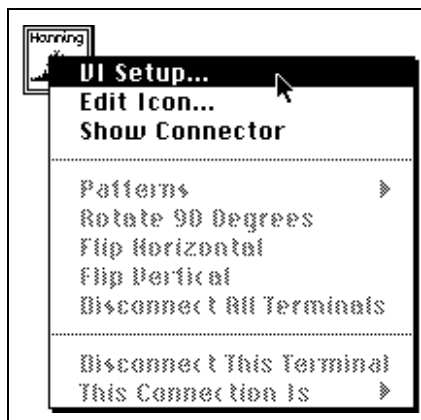 Hanning
VI Setup...
Edit Icon...
Show Connector
Patterns
Rotate 90 Degrees
Flip Horizontal
Flip Vertical
Disconnect All Terminals
Disconnect This Terminal
This Connection Is